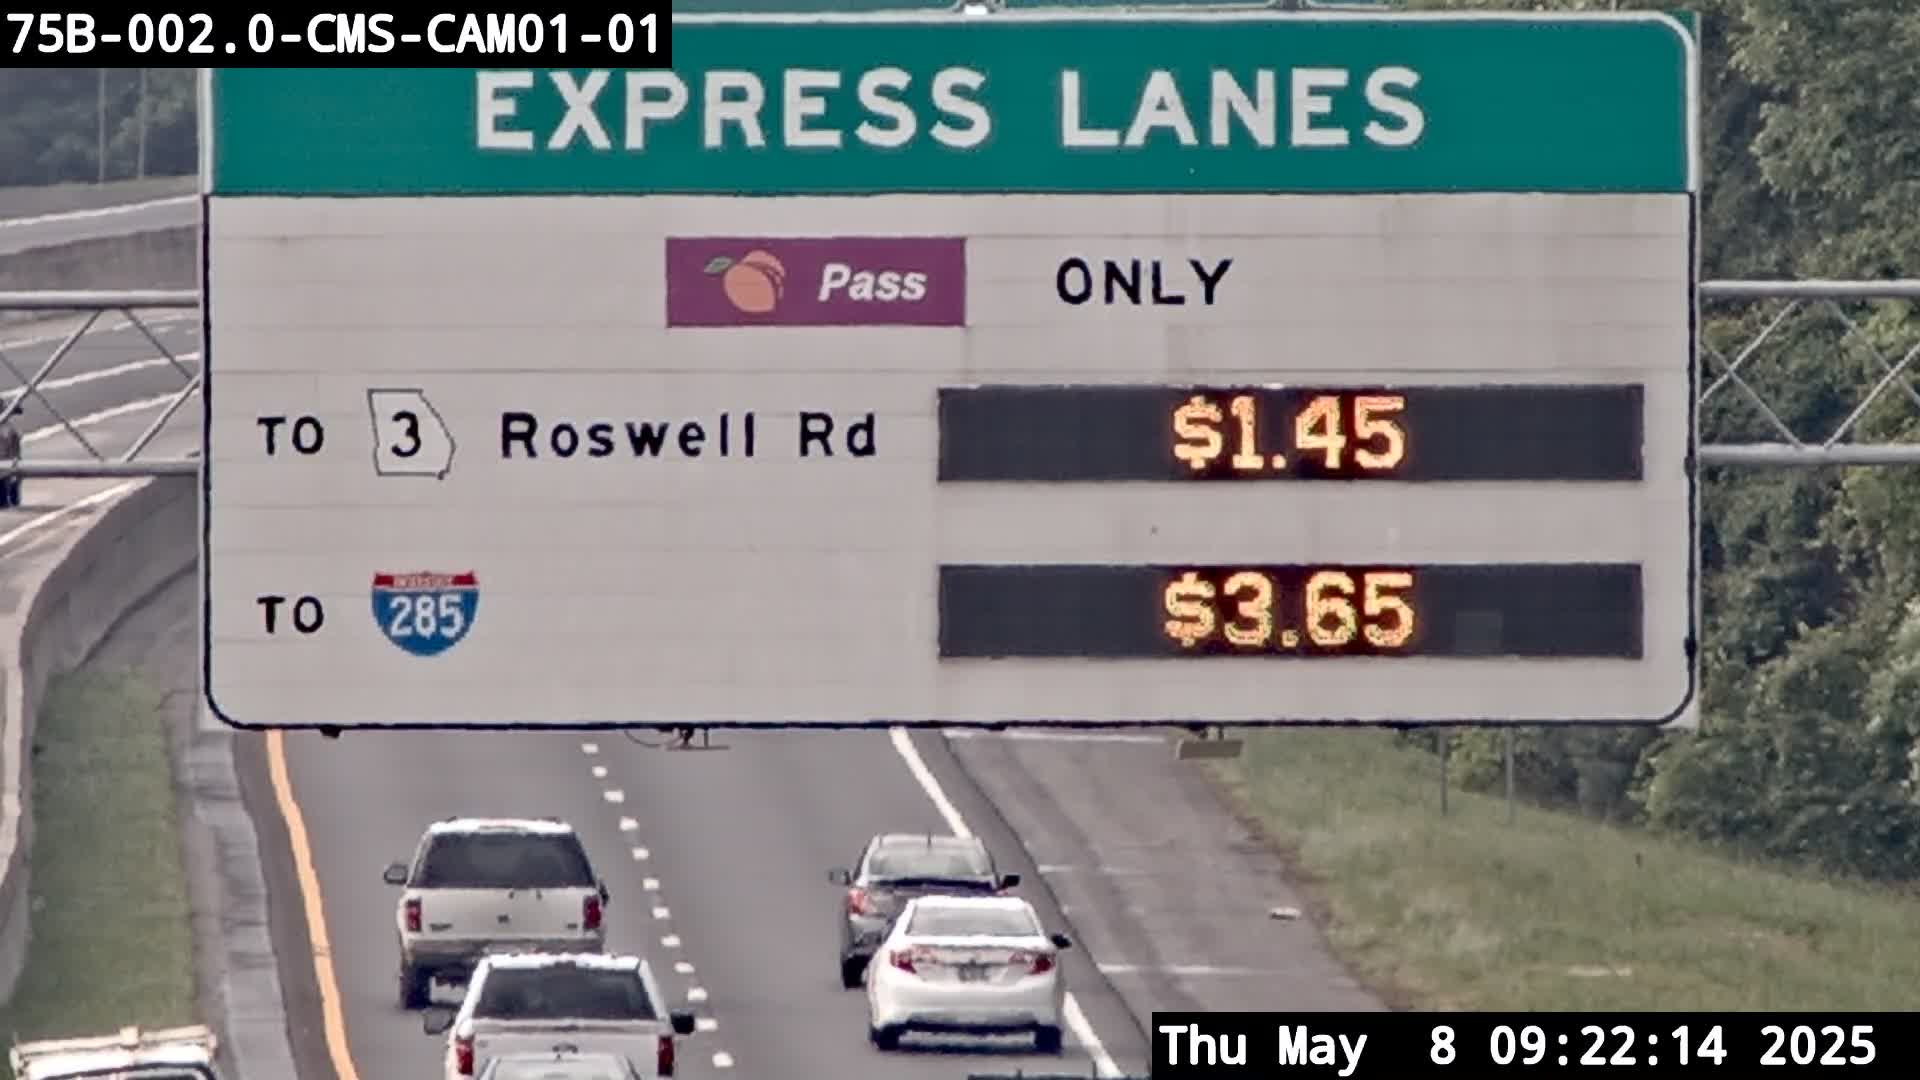 75B-002.0-CMS-CAM01-01
EXPRESS LANES
Pass ONLY
TO 3 Roswell Rd $1.45
TO 285 $3.65
Thu May 8 09:22:14 2025